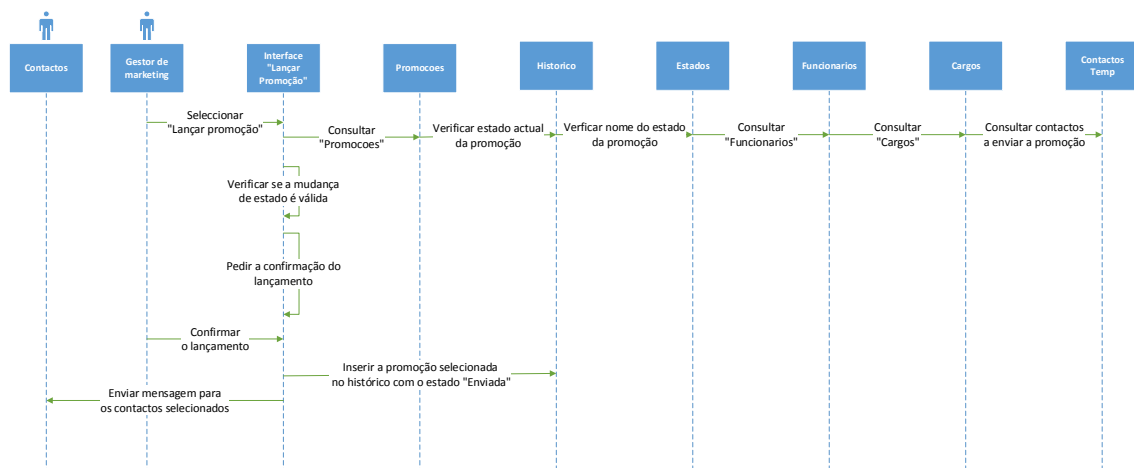 Contactos
Gestor de
marketing
Interface
"Lançar
Promoção"
Promocoes
Historico
Estados
Funcionarios
Cargos
Contactos
Temp
Seleccionar
"Lançar promoção"
Consultar
"Promocoes"
Verificar estado actual
da promoção
Verficar nome do estado
da promoção
Consultar
"Funcionarios"
Consultar
"Cargos"
Consultar contactos
a enviar a promoção
Verificar se a mudança
de estado é válida
Pedir a confirmação do
lançamento
Confirmar
o lançamento
Inserir a promoção selecionada
no histórico com o estado "Enviada"
Enviar mensagem para
os contactos selecionados